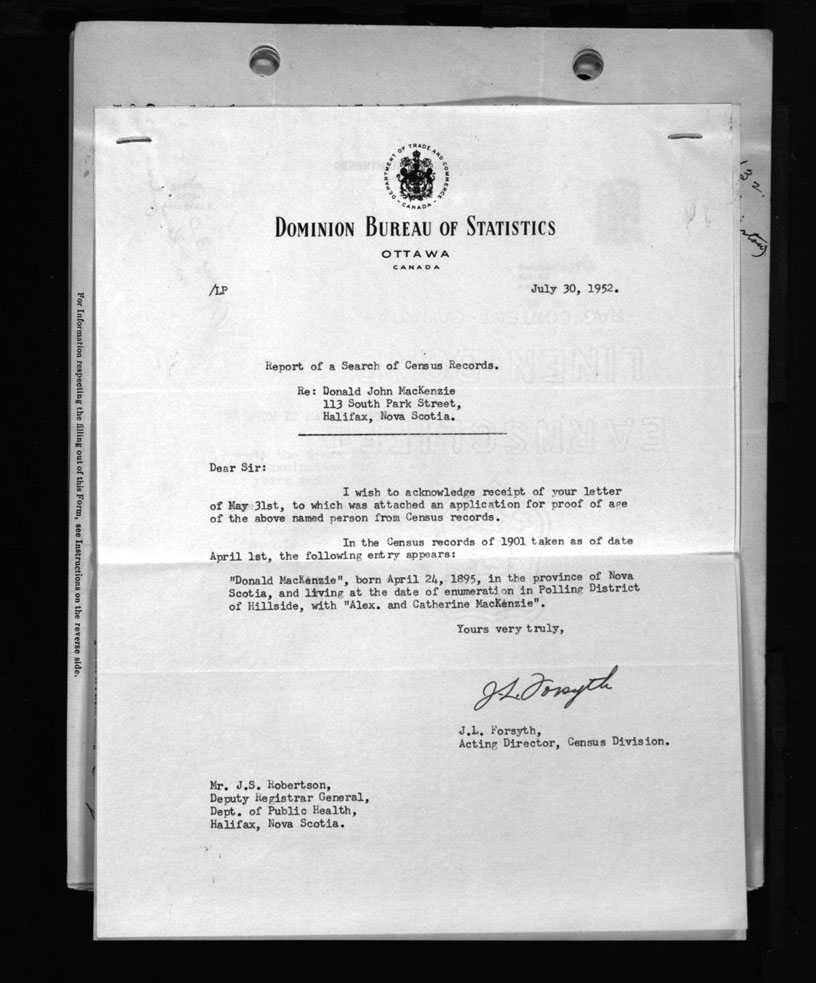 DEPARTMENT OF TRADE AND COMMERCE
CANADA
DOMINION BUREAU OF STATISTICS
OTTAWA
CANADA
/LP July 30, 1952.
Report of a Search of Census Records.
Re: Donald John MacKenzie
113 South Park Street,
Halifax, Nova Scotia.
Dear Sir:
I wish to acknowledge receipt of your letter
of May 31st, to which was attached an application for proof of age
of the above named person from Census records.
In the Census records of 1901 taken as of date
April 1st, the following entry appears:
"Donald MacKenzie", born April 24, 1895, in the province of Nova
Scotia, and living at the date of enumeration in Polling District
of Hillside, with "Alex. and Catherine MacKenzie".
Yours very truly,
J.L. Forsyth
J.L. Forsyth,
Acting Director, Census Division.
Mr. J.S. Robertson,
Deputy Registrar General,
Dept. of Public Health,
Halifax, Nova Scotia.
For Information respecting the filling out of this Form, see Instructions on the reverse side.